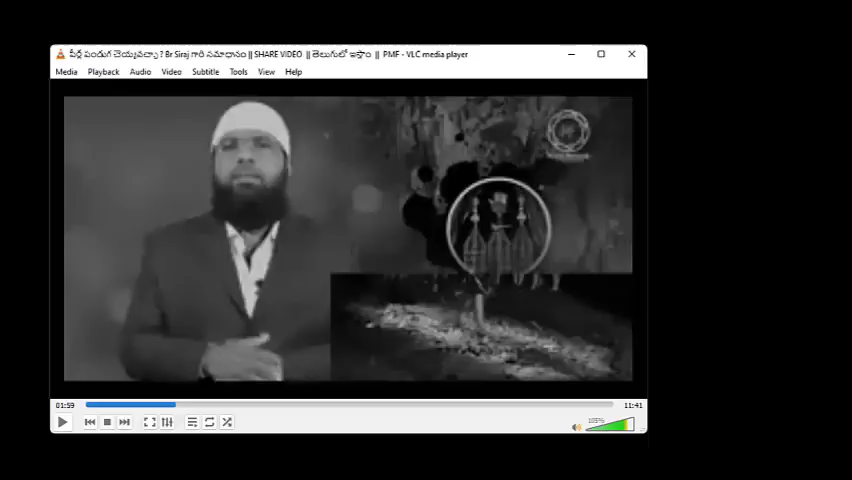 పీర్ల పండుగ చెయ్యవచ్చా ? Br Siraj గారి సమాధానం || SHARE VIDEO || తెలుగులో ఇస్లాం || PMF - VLC media player
Media Playback Audio Video Subtitle Tools View Help
01:59 11:41
105%